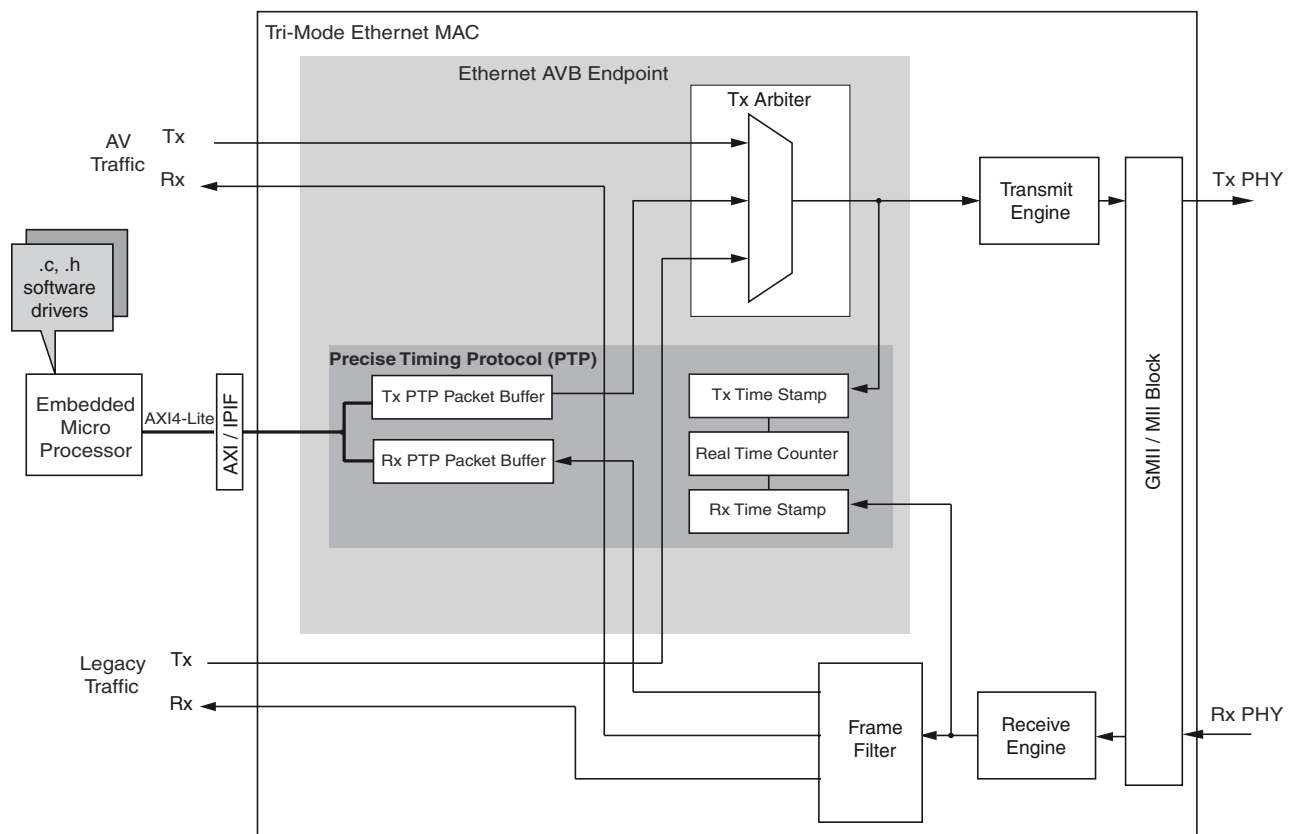 Tri-Mode Ethernet MAC
Ethernet AVB Endpoint
Tx Arbiter
AV
Traffic
Tx
Rx
Transmit
Engine
Tx PHY
.c, .h
software
drivers
Precise Timing Protocol (PTP)
Tx PTP Packet Buffer
Rx PTP Packet Buffer
Tx Time Stamp
Real Time Counter
Rx Time Stamp
Embedded
Micro
Processor
AXI4-Lite
AXI / IPIF
GMII / MII Block
Legacy
Traffic
Tx
Rx
Frame
Filter
Receive
Engine
Rx PHY